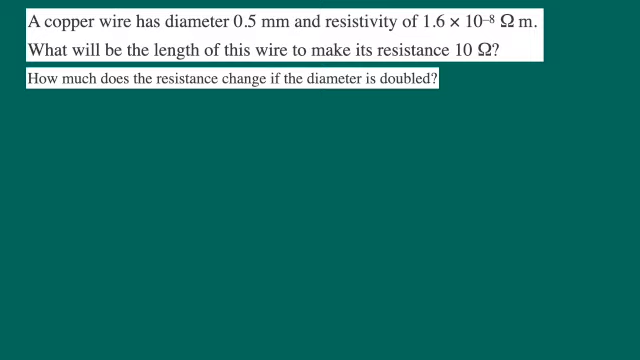 A copper wire has diameter 0.5 mm and resistivity of 1.6 × 10⁻⁸ Ω m.
What will be the length of this wire to make its resistance 10 Ω?
How much does the resistance change if the diameter is doubled?